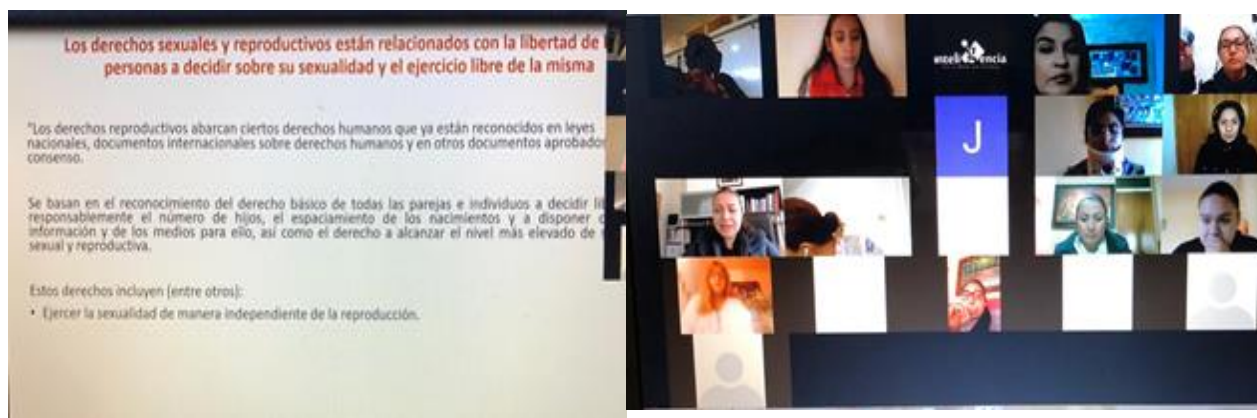 Los derechos sexuales y reproductivos están relacionados con la libertad de
personas a decidir sobre su sexualidad y el ejercicio libre de la misma
"Los derechos reproductivos abarcan ciertos derechos humanos que ya están reconocidos en leyes
nacionales, documentos internacionales sobre derechos humanos y en otros documentos aprobados
consenso.
Se basan en el reconocimiento del derecho básico de todas las parejas e individuos a decidir
responsablemente el número de hijos, el espaciamiento de los nacimientos y a disponer
información y de los medios para ello, así como el derecho a alcanzar el nivel más elevado de
sexual y reproductiva.
Estos derechos incluyen (entre otros):
• Ejercer la sexualidad de manera independiente de la reproducción.
J